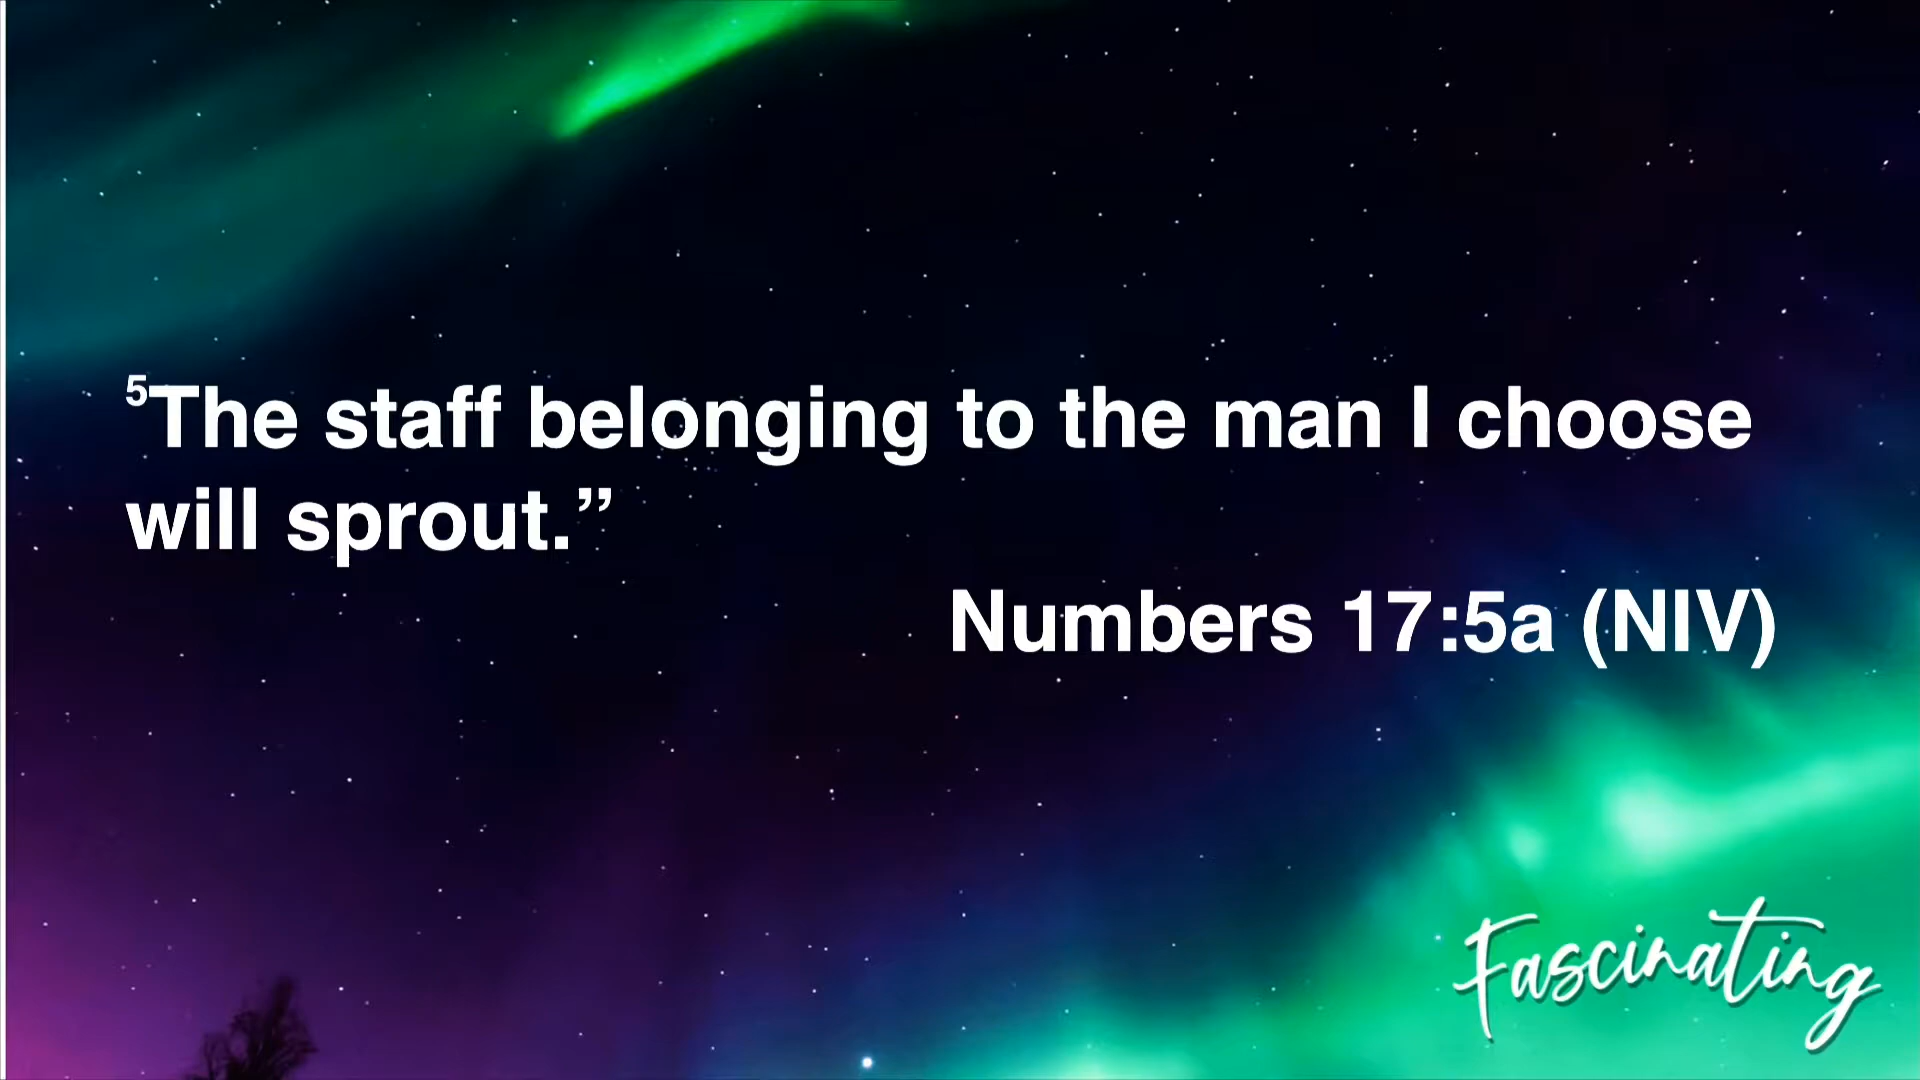 ⁵The staff belonging to the man I choose
will sprout.”
Numbers 17:5a (NIV)
Fascinating